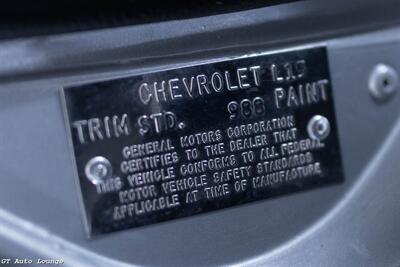 CHEVROLET L15
TRIM STD. 988 PAINT
GENERAL MOTORS CORPORATION
CERTIFIES TO THE DEALER THAT
THIS VEHICLE CONFORMS TO ALL FEDERAL
MOTOR VEHICLE SAFETY STANDARDS
APPLICABLE AT TIME OF MANUFACTURE
GT Auto Lounge